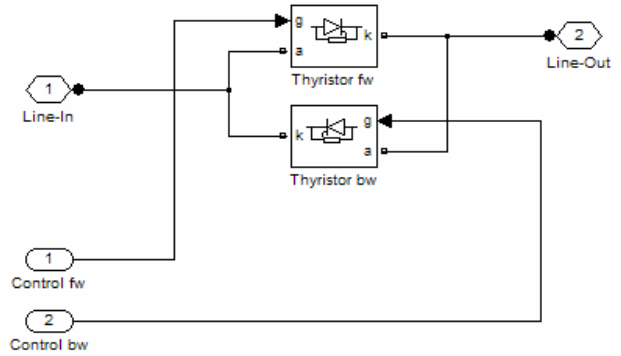 g
a
k
Thyristor fw
2
Line-Out
1
Line-In
k
g
a
Thyristor bw
1
Control fw
2
Control bw